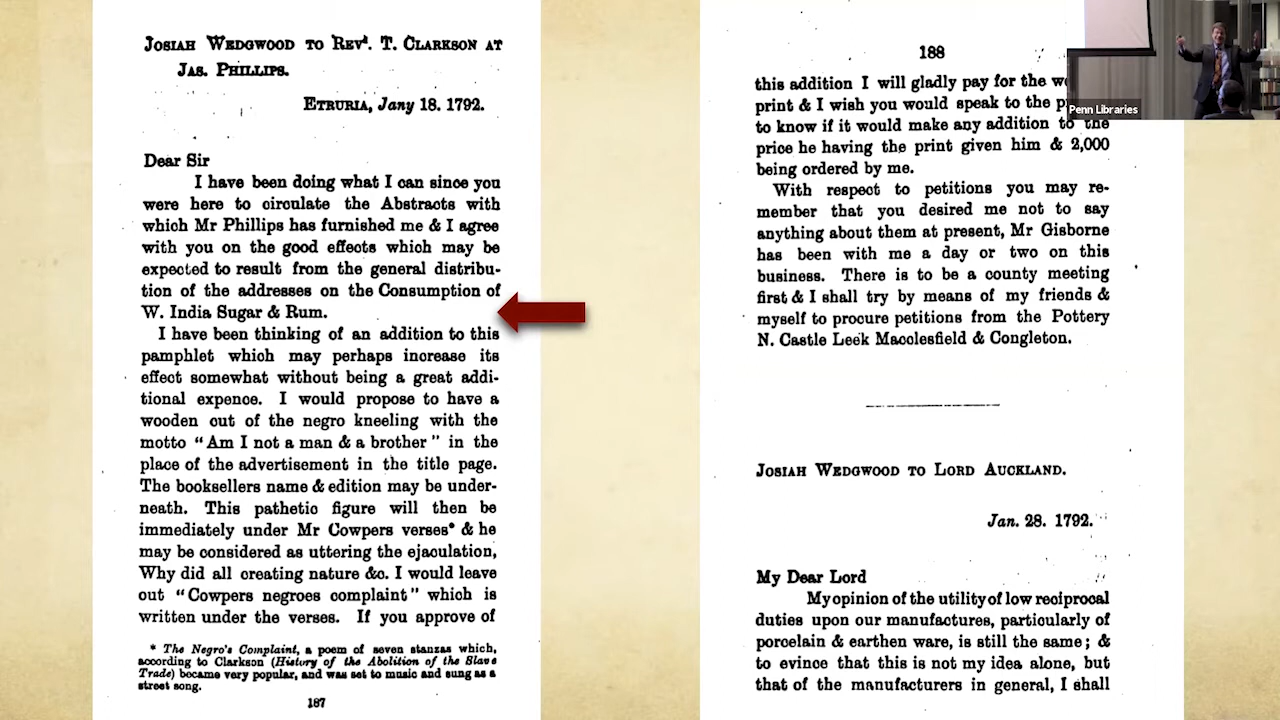 JOSIAH WEDGWOOD TO REVᵈ. T. CLARKSON AT
JAS. PHILLIPS.
ETRURIA, Jany 18. 1792.
Dear Sir
I have been doing what I can since you
were here to circulate the Abstracts with
which Mr Phillips has furnished me & I agree
with you on the good effects which may be
expected to result from the general distribu-
tion of the addresses on the Consumption of
W. India Sugar & Rum.
I have been thinking of an addition to this
pamphlet which may perhaps increase its
effect somewhat without being a great addi-
tional expence. I would propose to have a
wooden cut of the negro kneeling with the
motto "Am I not a man & a brother" in the
place of the advertisement in the title page.
The booksellers name & edition may be under-
neath. This pathetic figure will then be
immediately under Mr Cowpers verses* & he
may be considered as uttering the ejaculation,
Why did all creating nature &c. I would leave
out "Cowpers negroes complaint" which is
written under the verses. If you approve of
* The Negro's Complaint, a poem of seven stanzas which,
according to Clarkson (History of the Abolition of the Slave
Trade) became very popular, and was set to music and sung as a
street song.
187
188
this addition I will gladly pay for the
print & I wish you would speak to the
to know if it would make any addition to the
price he having the print given him & 2,000
being ordered by me.
With respect to petitions you may re-
member that you desired me not to say
anything about them at present, Mr Gisborne
has been with me a day or two on this
business. There is to be a county meeting
first & I shall try by means of my friends &
myself to procure petitions from the Pottery
N. Castle Leek Macclesfield & Congleton.
JOSIAH WEDGWOOD TO LORD AUCKLAND.
Jan. 28. 1792.
My Dear Lord
My opinion of the utility of low reciprocal
duties upon our manufactures, particularly of
porcelain & earthen ware, is still the same; &
to evince that this is not my idea alone, but
that of the manufacturers in general, I shall
Penn Libraries